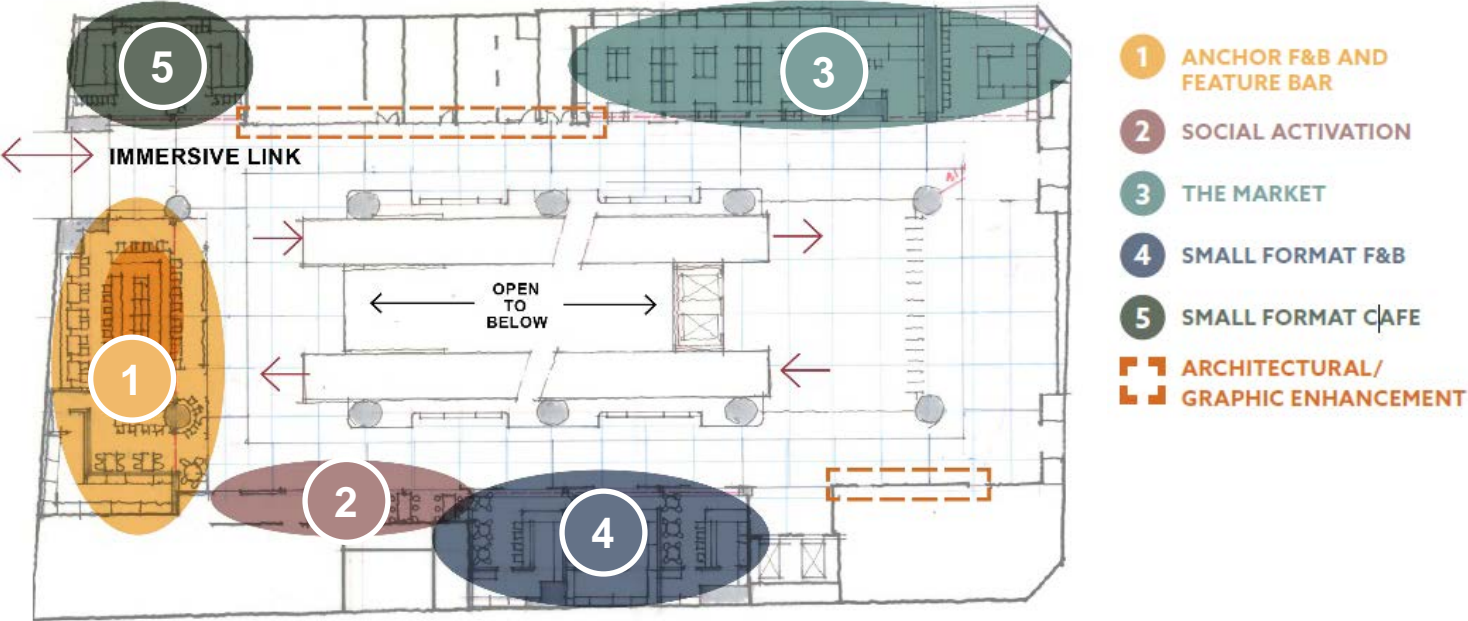 5
3
IMMERSIVE LINK
OPEN
TO
BELOW
1
2
4
1 ANCHOR F&B AND
FEATURE BAR
2 SOCIAL ACTIVATION
3 THE MARKET
4 SMALL FORMAT F&B
5 SMALL FORMAT CAFE
ARCHITECTURAL/
GRAPHIC ENHANCEMENT